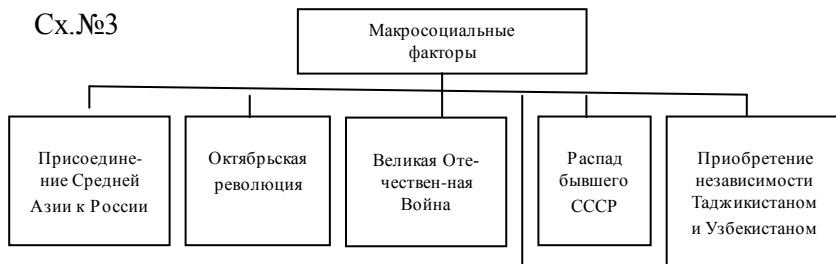 Сх.№3
Макросоциальные
факторы
Присоедине-
ние Средней
Азии к России
Октябрьская
революция
Великая Оте-
чествен-ная
Война
Распад
бывшего
СССР
Приобретение
независимости
Таджикистаном
и Узбекистаном